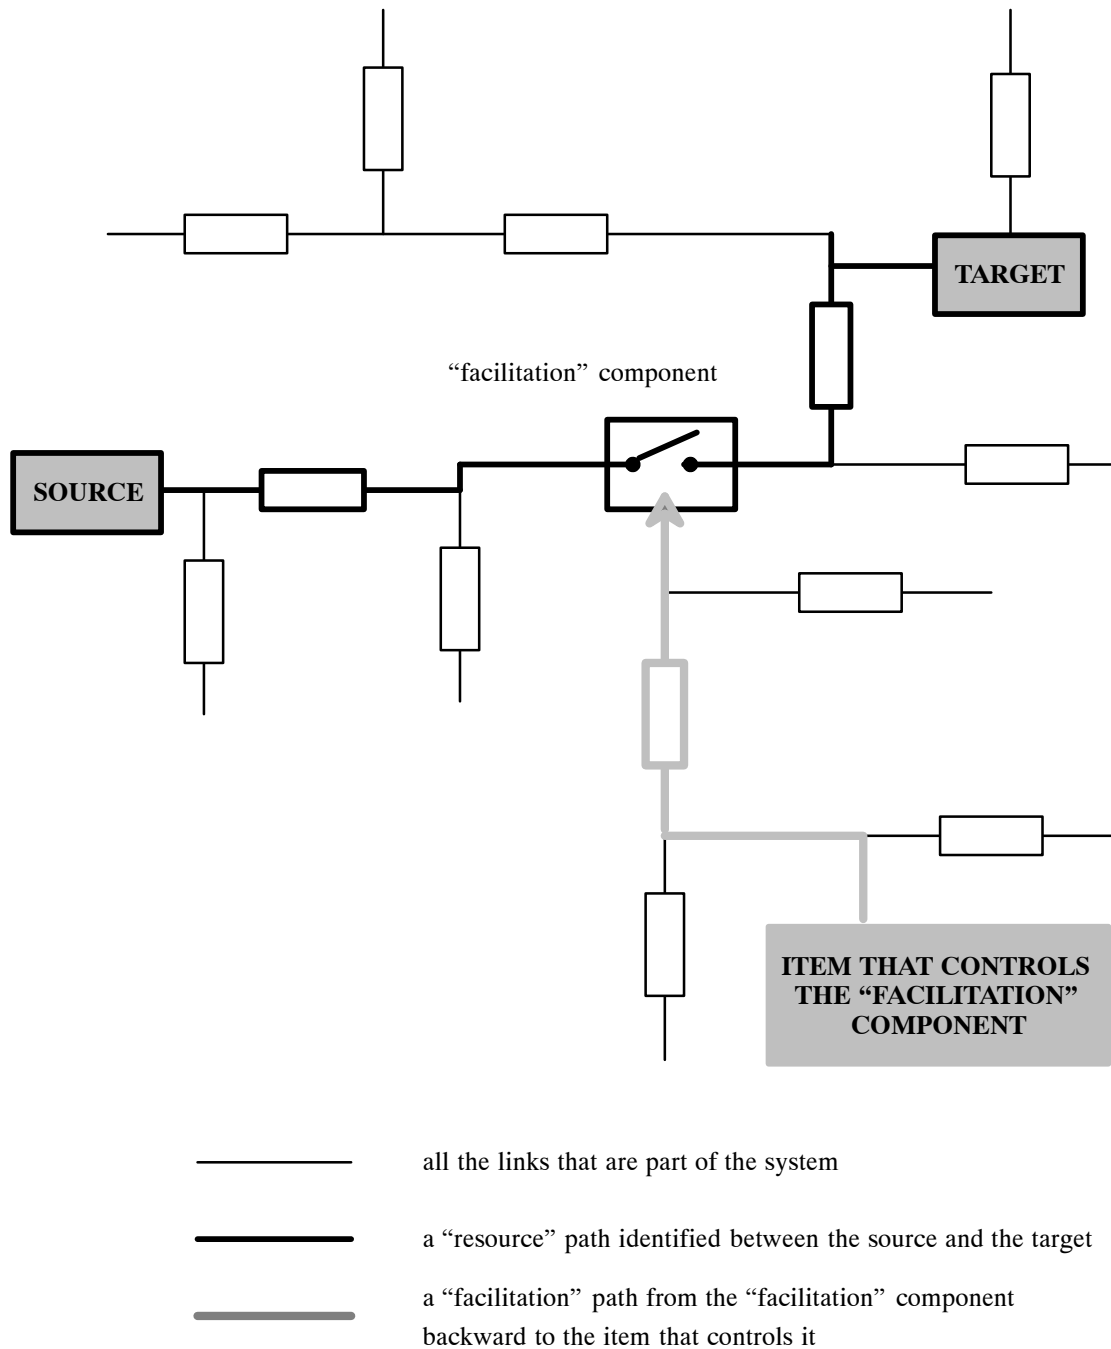 TARGET
“facilitation” component
SOURCE
ITEM THAT CONTROLS
THE “FACILITATION”
COMPONENT
all the links that are part of the system
a “resource” path identified between the source and the target
a “facilitation” path from the “facilitation” component
backward to the item that controls it